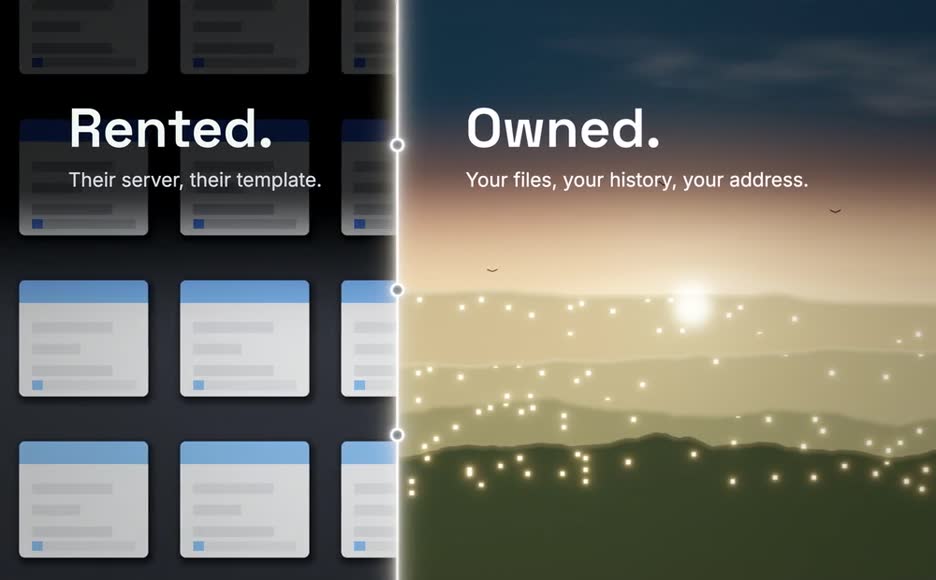 Rented.
Their server, their template.
Owned.
Your files, your history, your address.